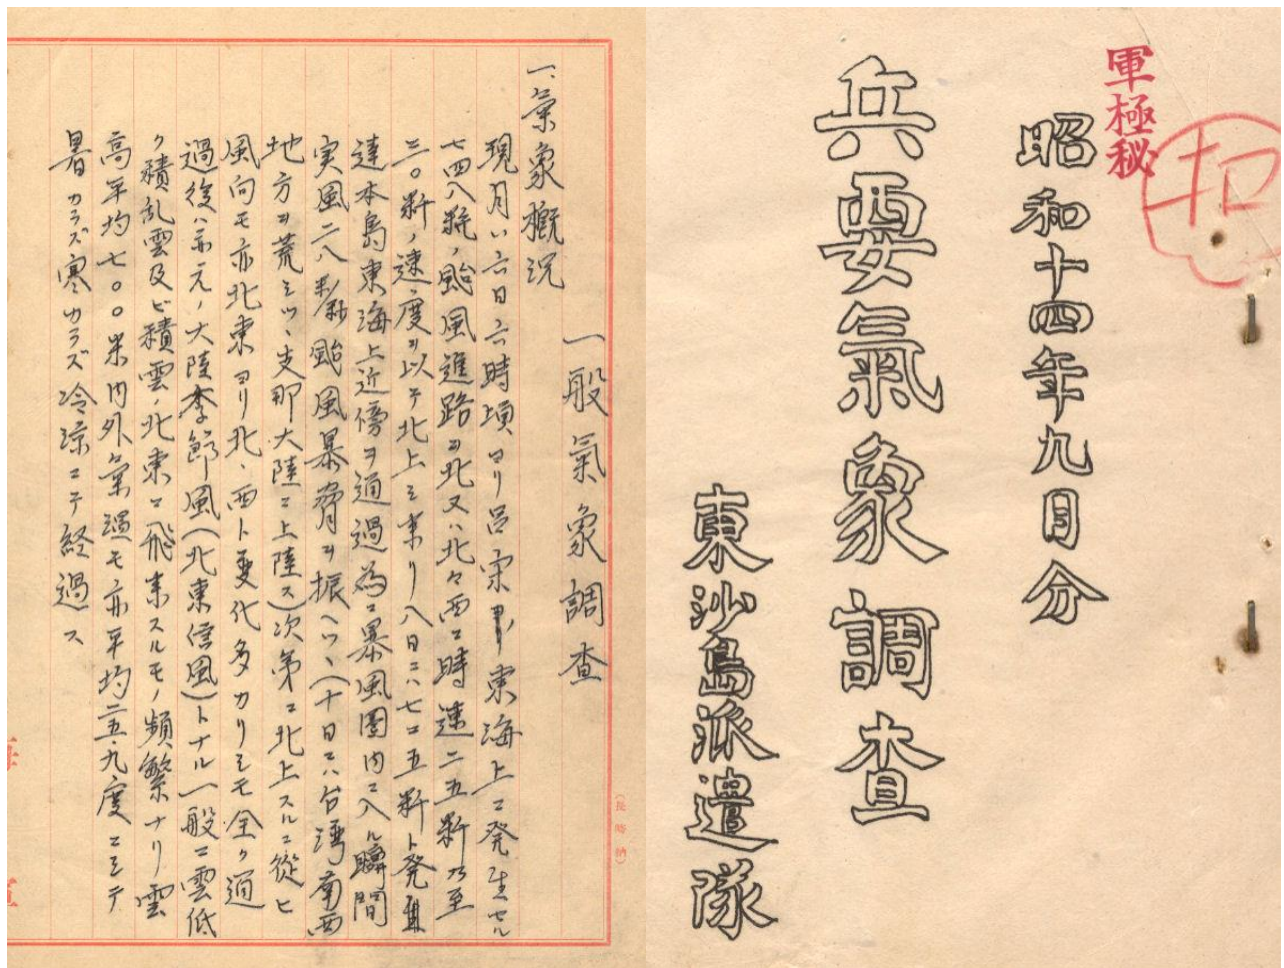 軍極秘
昭和十四年九月分
兵要氣象調査
東沙島派遣隊
一般氣象調査
一、氣象概況
現月ハ六日六時頃ヨリ呂宋東海上ニ発生セル
七四八粍ノ颱風進路ヲ北又ハ北々西ニ時速二五粁乃至
三〇粁ノ速度ヲ以テ北上シ来リ八日ニハ七二五粁ト発
達本島東海上近傍ヲ通過為ニ暴風圏内ニ入ル瞬間
実風二八米颱風暴脅ヲ振ヘツヽ(十日ニハ台湾南西
地方ヲ荒ミツヽ支那大陸ニ上陸ス)次第ニ北上スルニ從ヒ
風向モ亦北東ヨリ北、西ト変化多カリシモ全ク通
過後ハ亦元ノ大陸季節風(北東信風)トナル一般ニ雲低
ク積乱雲及ビ積雲ノ北東ニ飛来スルモノ頻繁ナリ雲
高平均七〇〇米内外氣温モ亦平均二五.九度ニシテ
暑カラズ寒カラズ冷涼ニテ経過ス